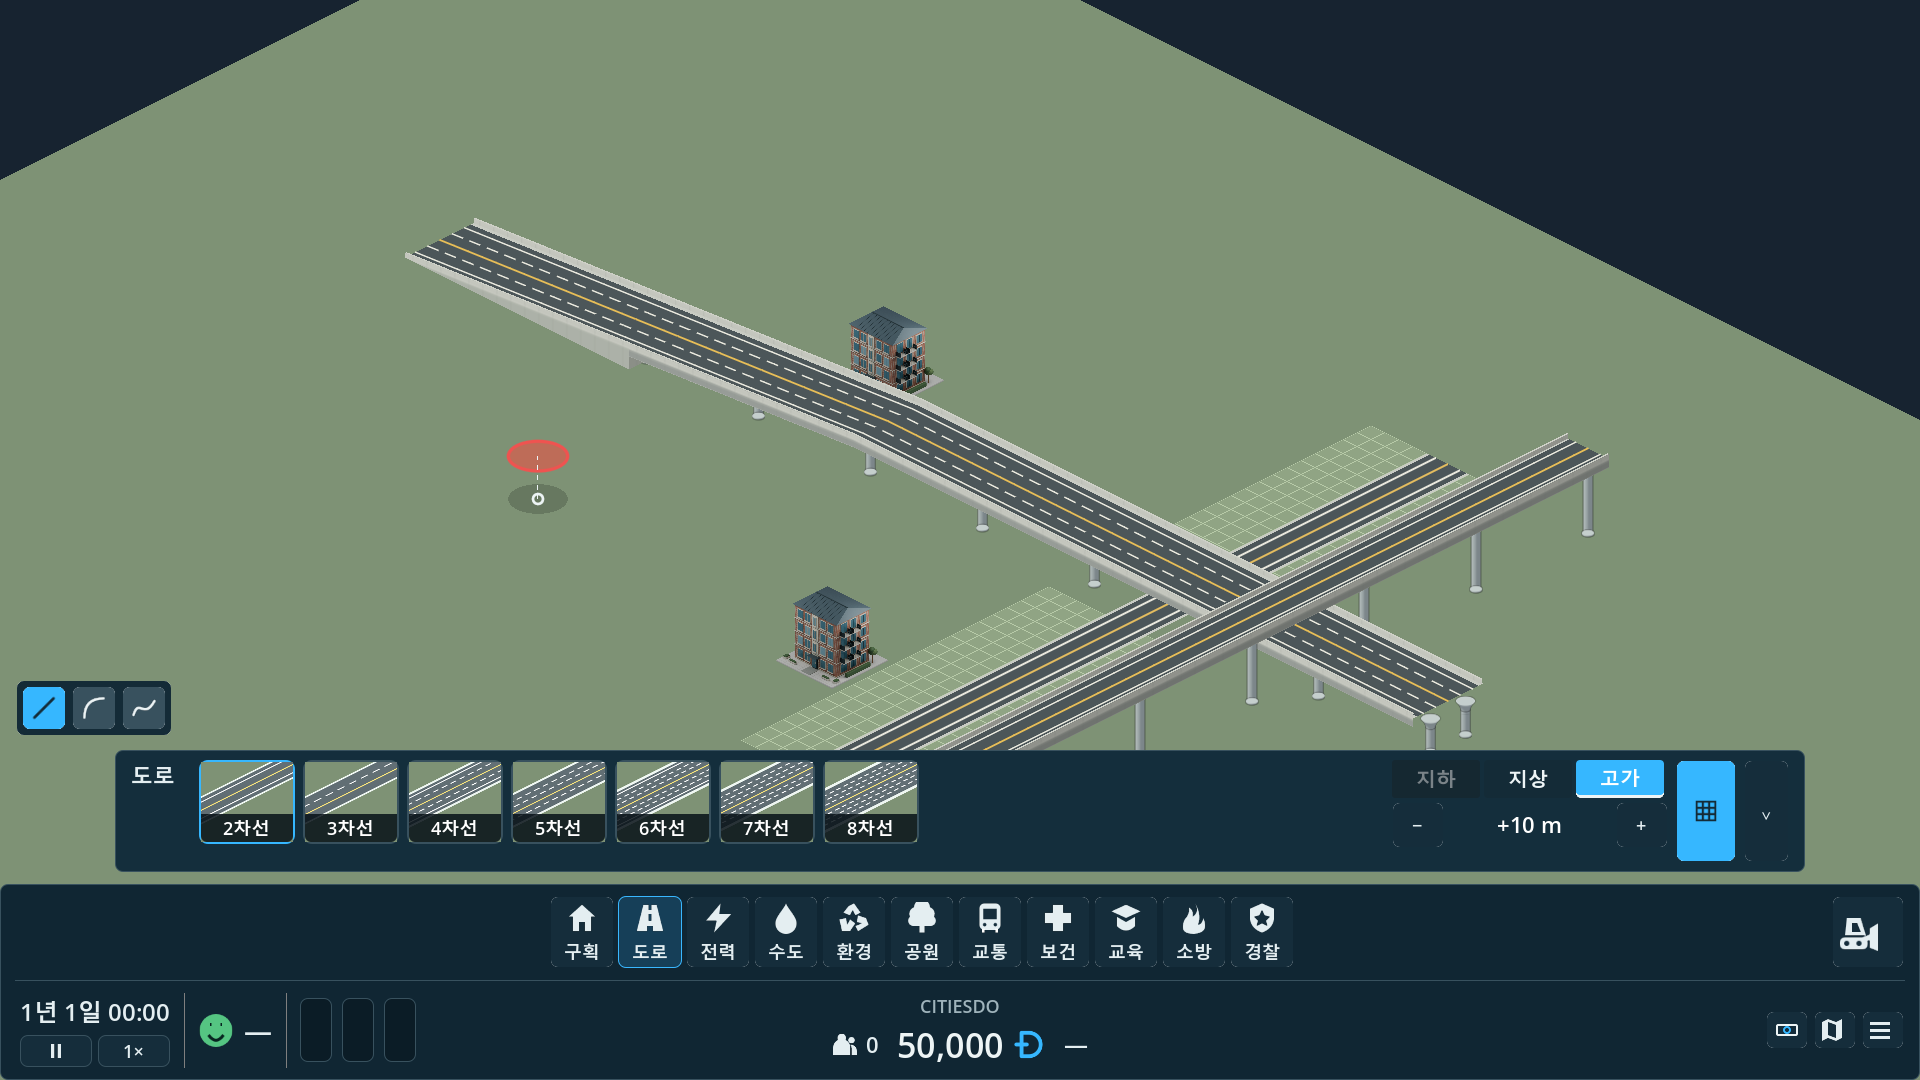 도로
2차선
3차선
4차선
5차선
6차선
7차선
8차선
지하
지상
고가
−
+10 m
+
구획
도로
전력
수도
환경
공원
교통
보건
교육
소방
경찰
1년 1일 00:00
1×
—
CITIESDO
0
50,000
—